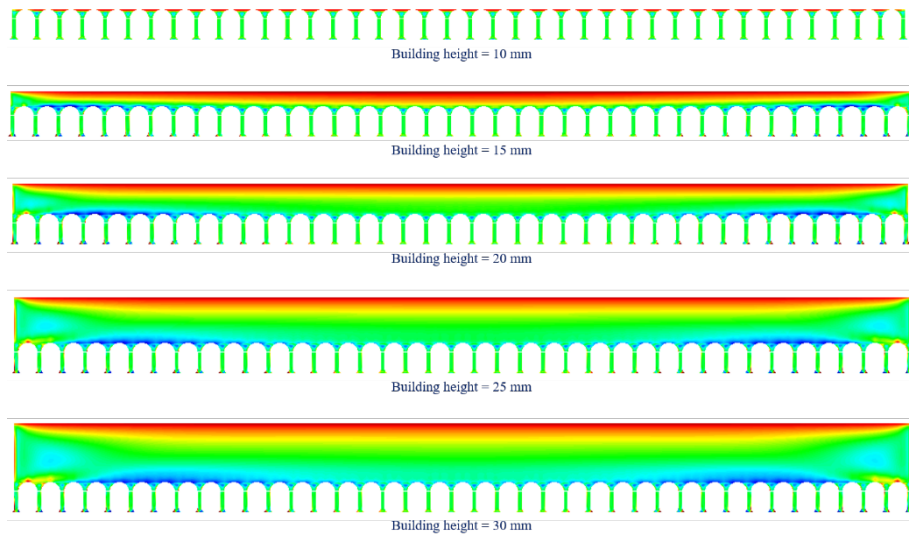 Building height = 10 mm
Building height = 15 mm
Building height = 20 mm
Building height = 25 mm
Building height = 30 mm